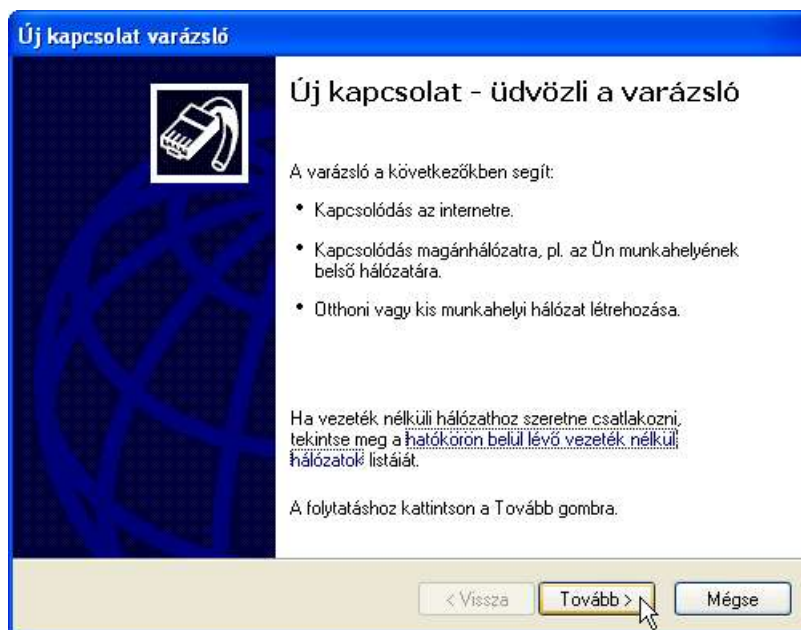 Új kapcsolat varázsló
Új kapcsolat - üdvözli a varázsló
A varázsló a következőkben segít:
• Kapcsolódás az internetre.
• Kapcsolódás magánhálózatra, pl. az Ön munkahelyének
belső hálózatára.
• Otthoni vagy kis munkahelyi hálózat létrehozása.
Ha vezeték nélküli hálózathoz szeretne csatlakozni,
tekintse meg a hatókörön belül lévő vezeték nélkül
hálózatok listáját.
A folytatáshoz kattintson a Tovább gombra.
< Vissza Tovább > Mégse